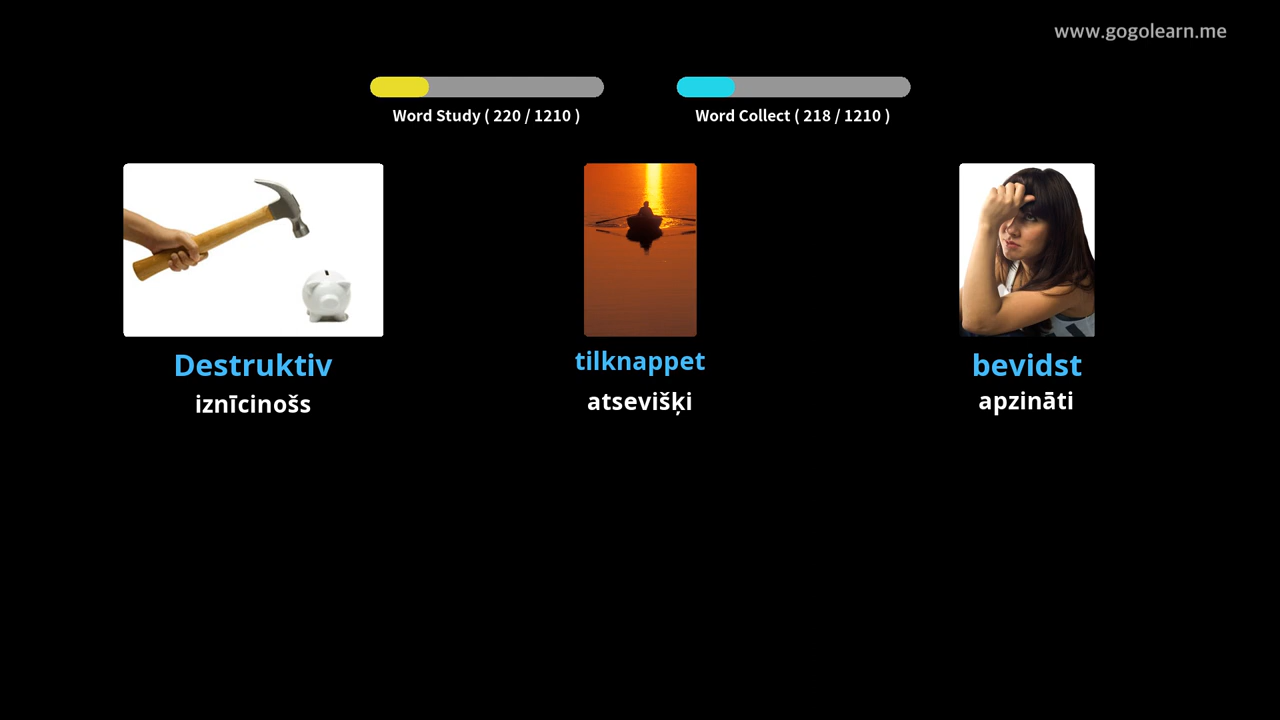 www.gogolearn.me
Word Study ( 220 / 1210 )
Word Collect ( 218 / 1210 )
Destruktiv
iznīcinošs
tilknappet
atsevišķi
bevidst
apzināti